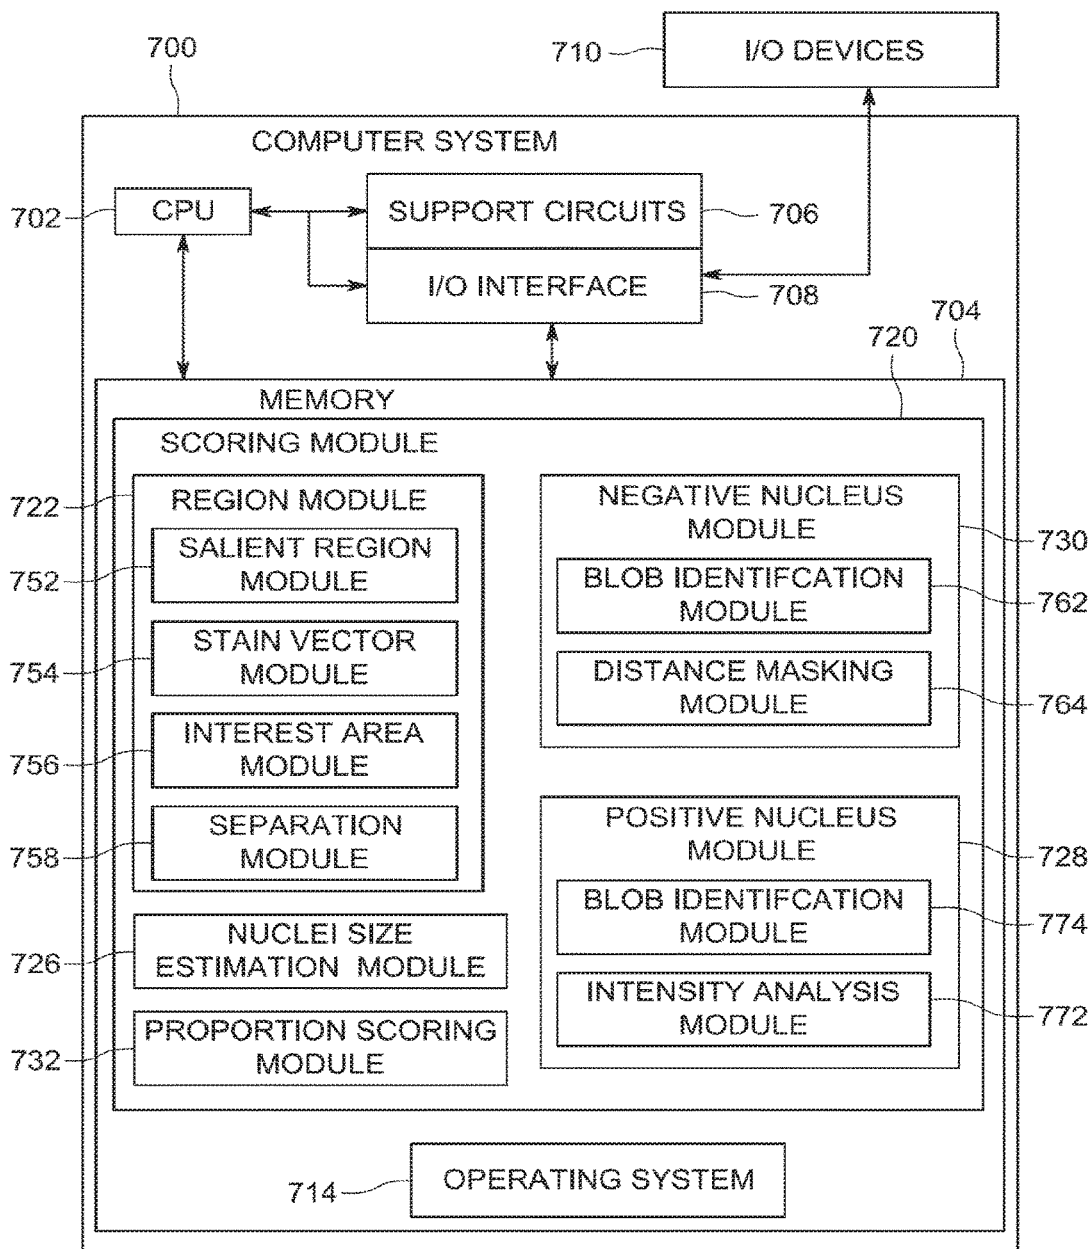 700
710
I/O DEVICES
COMPUTER SYSTEM
702
CPU
SUPPORT CIRCUITS
706
I/O INTERFACE
708
704
720
MEMORY
SCORING MODULE
722
REGION MODULE
752
SALIENT REGION
MODULE
754
STAIN VECTOR
MODULE
756
INTEREST AREA
MODULE
758
SEPARATION
MODULE
726
NUCLEI SIZE
ESTIMATION MODULE
732
PROPORTION SCORING
MODULE
NEGATIVE NUCLEUS
MODULE
730
BLOB IDENTIFCATION
MODULE
762
DISTANCE MASKING
MODULE
764
POSITIVE NUCLEUS
MODULE
728
BLOB IDENTIFCATION
MODULE
774
INTENSITY ANALYSIS
MODULE
772
714
OPERATING SYSTEM